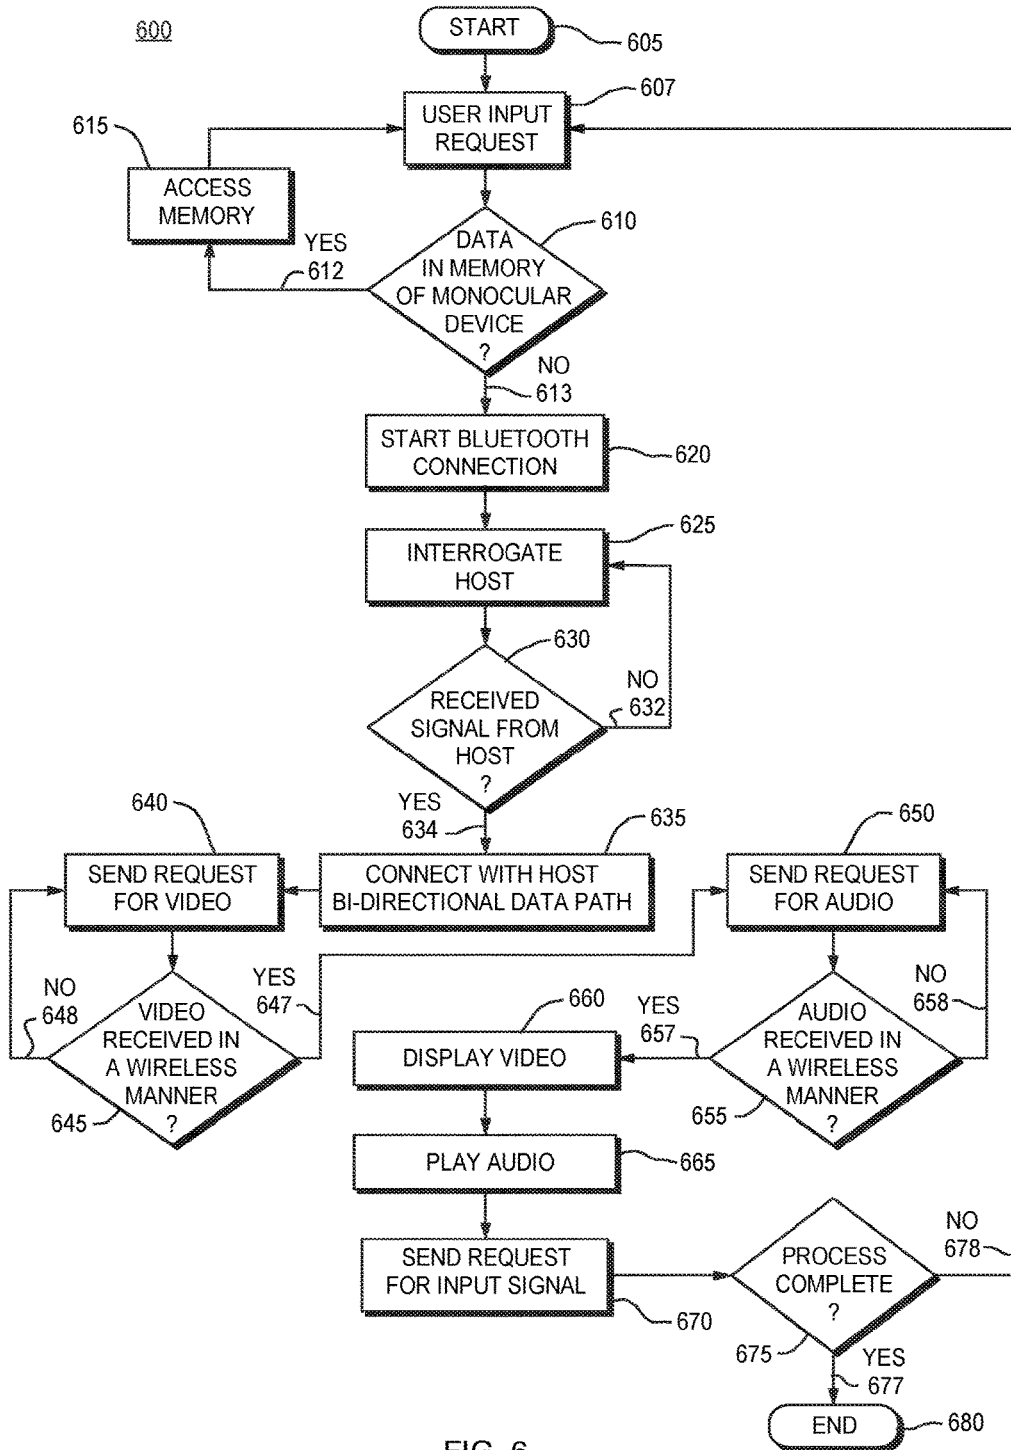 600
START
605
607
USER INPUT
REQUEST
615
ACCESS
MEMORY
610
DATA
IN MEMORY
OF MONOCULAR
DEVICE
?
YES
612
NO
613
START BLUETOOTH
CONNECTION
620
625
INTERROGATE
HOST
630
RECEIVED
SIGNAL FROM
HOST
?
NO
632
YES
634
635
CONNECT WITH HOST
BI-DIRECTIONAL DATA PATH
640
SEND REQUEST
FOR VIDEO
650
SEND REQUEST
FOR AUDIO
NO
648
VIDEO
RECEIVED IN
A WIRELESS
MANNER
?
645
YES
647
660
DISPLAY VIDEO
YES
657
AUDIO
RECEIVED IN
A WIRELESS
MANNER
?
655
NO
658
PLAY AUDIO
665
SEND REQUEST
FOR INPUT SIGNAL
670
PROCESS
COMPLETE
?
675
NO
678
YES
677
END
680
FIG. 6